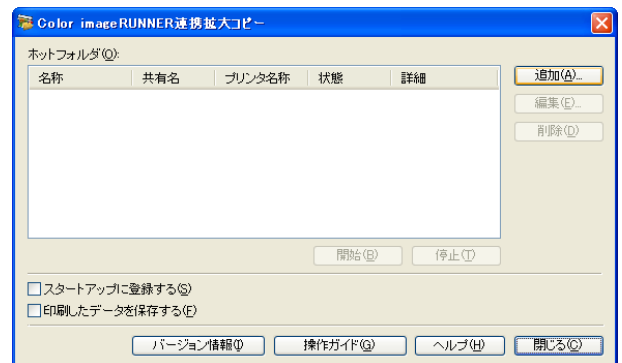 Color imageRUNNER連携拡大コピー
ホットフォルダ(O):
名称 共有名 プリンタ名称 状態 詳細
追加(A)...
編集(E)...
削除(D)
開始(B) 停止(T)
スタートアップに登録する(S)
印刷したデータを保存する(F)
バージョン情報(I) 操作ガイド(G) ヘルプ(H) 閉じる(C)